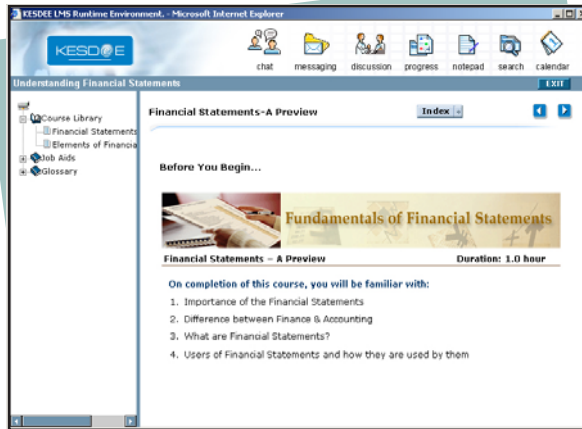 KESDEE LMS Runtime Environment, - Microsoft Internet Explorer
KESDEE
chat messaging discussion progress notepad search calendar
Understanding Financial Statements
EXIT
Course Library
Financial Statements
Elements of Financia
Job Aids
Glossary
Financial Statements-A Preview
Index
Before You Begin...
Fundamentals of Financial Statements
Financial Statements – A Preview Duration: 1.0 hour
On completion of this course, you will be familiar with:
1. Importance of the Financial Statements
2. Difference between Finance & Accounting
3. What are Financial Statements?
4. Users of Financial Statements and how they are used by them